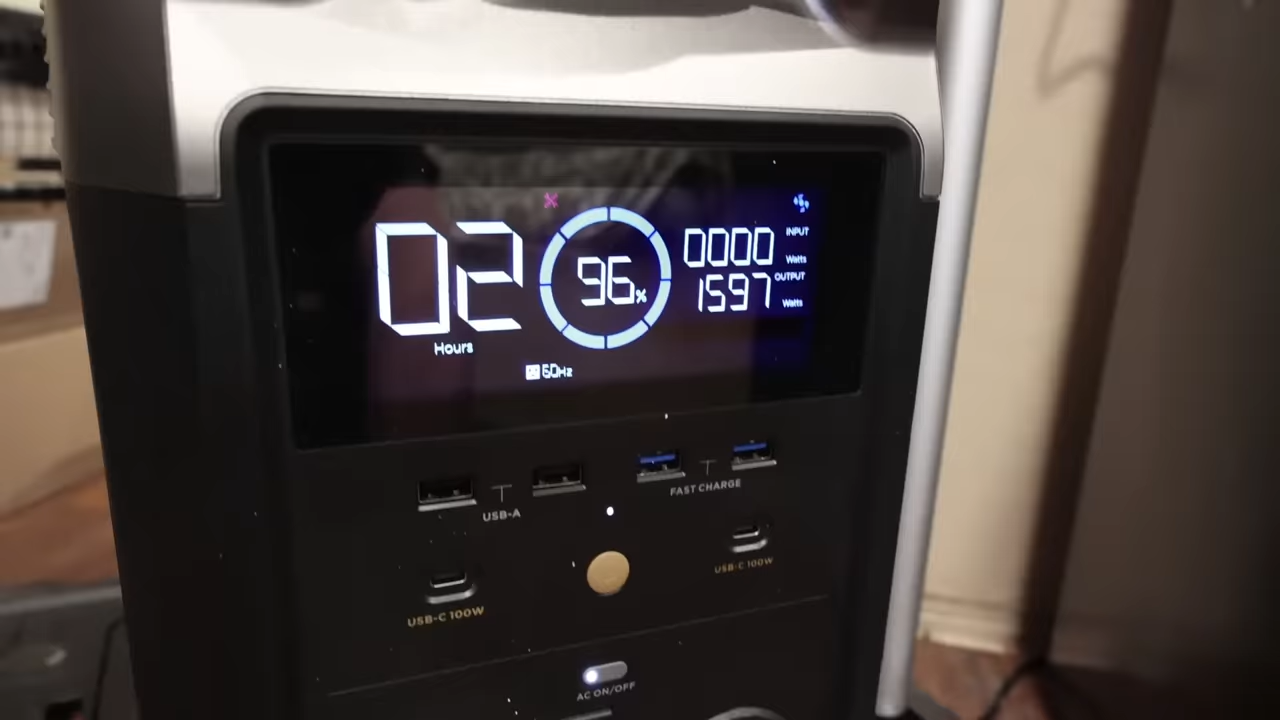 02
Hours
96%
0000 INPUT Watts
1597 OUTPUT Watts
60Hz
USB-A
FAST CHARGE
USB-C 100W
USB-C 100W
AC ON/OFF